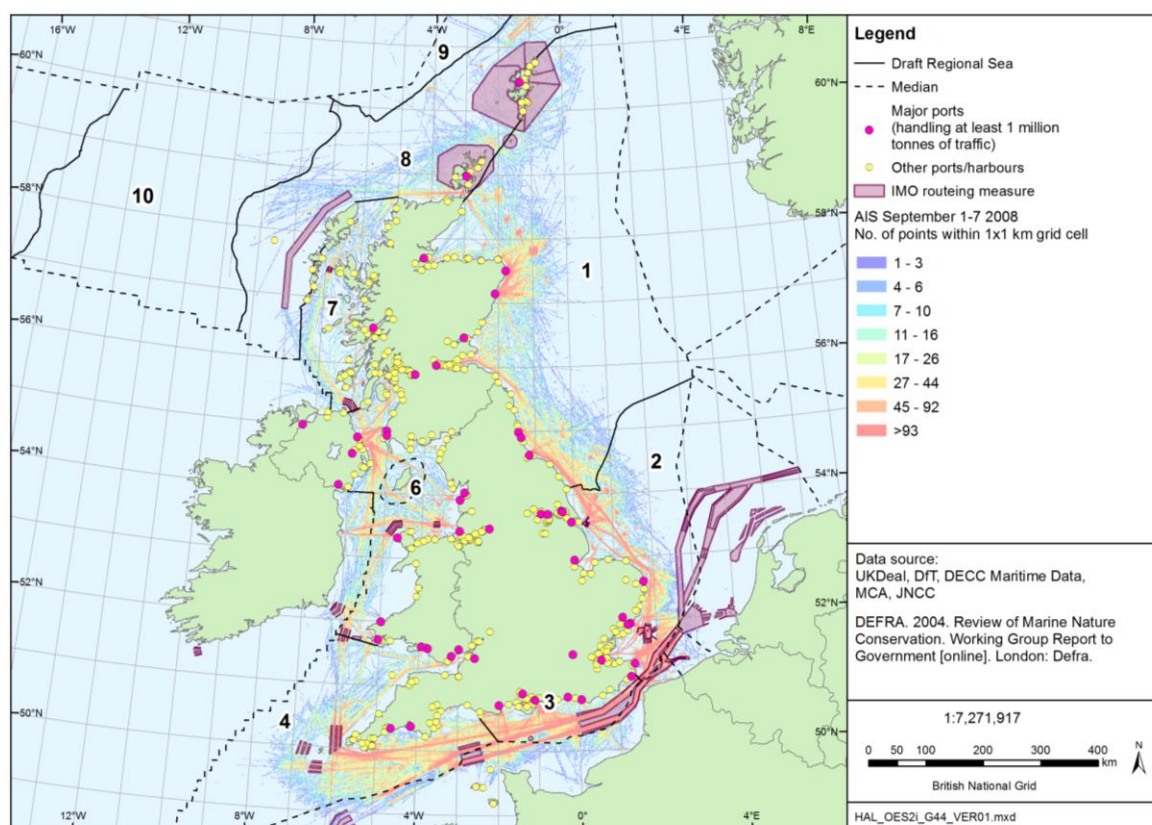 16°W
12°W
8°W
4°W
0°
4°E
60°N
58°N
56°N
54°N
52°N
50°N
60°N
58°N
56°N
54°N
52°N
50°N
12°W
8°W
4°W
0°
4°E
9
8
10
1
7
2
6
3
4
Legend
Draft Regional Sea
Median
Major ports
(handling at least 1 million
tonnes of traffic)
Other ports/harbours
IMO routeing measure
AIS September 1-7 2008
No. of points within 1x1 km grid cell
1 - 3
4 - 6
7 - 10
11 - 16
17 - 26
27 - 44
45 - 92
>93
Data source:
UKDeal, DfT, DECC Maritime Data,
MCA, JNCC
DEFRA. 2004. Review of Marine Nature
Conservation. Working Group Report to
Government [online]. London: Defra.
1:7,271,917
0 50 100 200 300 400
km
N
British National Grid
HAL_OES2i_G44_VER01.mxd